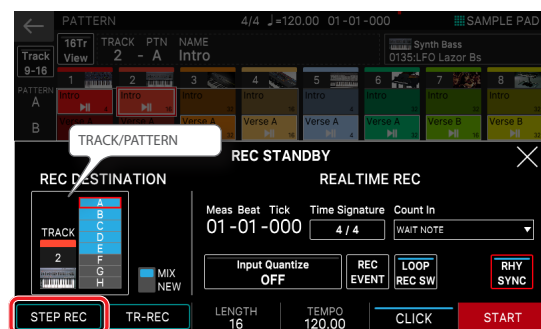 PATTERN 4/4 ♩=120.00 01-01-000 SAMPLE PAD
Track 9-16
16Tr View
TRACK 2 - PTN A
NAME Intro
Synth Bass
0135:LFO Lazor Bs
1 2 3 4 5 6 7 8
PATTERN
A Intro Intro Intro Intro Intro Intro Intro Intro
B Verse A Verse A Verse A Verse A Verse A Verse B Verse B
TRACK/PATTERN
REC STANDBY
REC DESTINATION
REALTIME REC
TRACK
2
A
B
C
D
E
F
G
H
MIX
NEW
Meas Beat Tick
01-01-000
Time Signature
4 / 4
Count In
WAIT NOTE
Input Quantize
OFF
REC EVENT
LOOP REC SW
RHY SYNC
STEP REC
TR-REC
LENGTH
16
TEMPO
120.00
CLICK
START